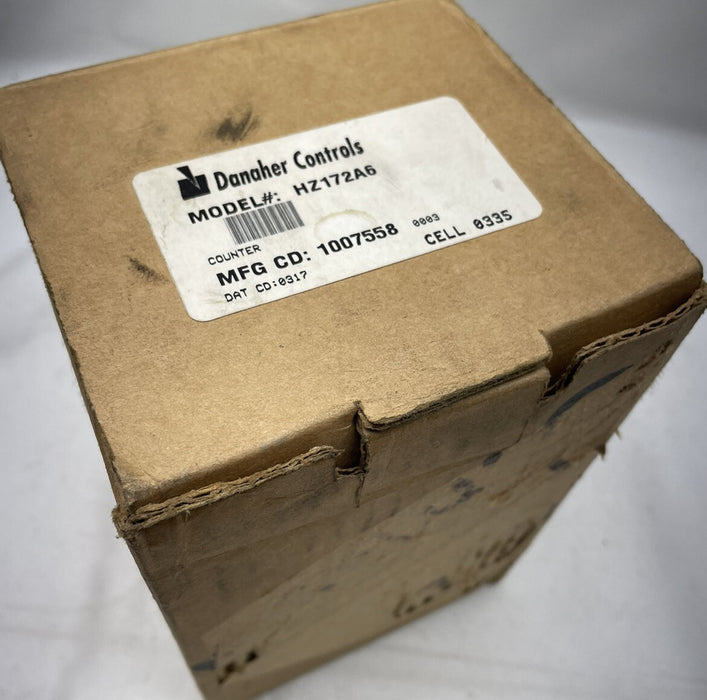 Danaher Controls
MODEL#: HZ172A6
COUNTER
MFG CD: 1007558 0003 CELL 0335
DAT CD:0317